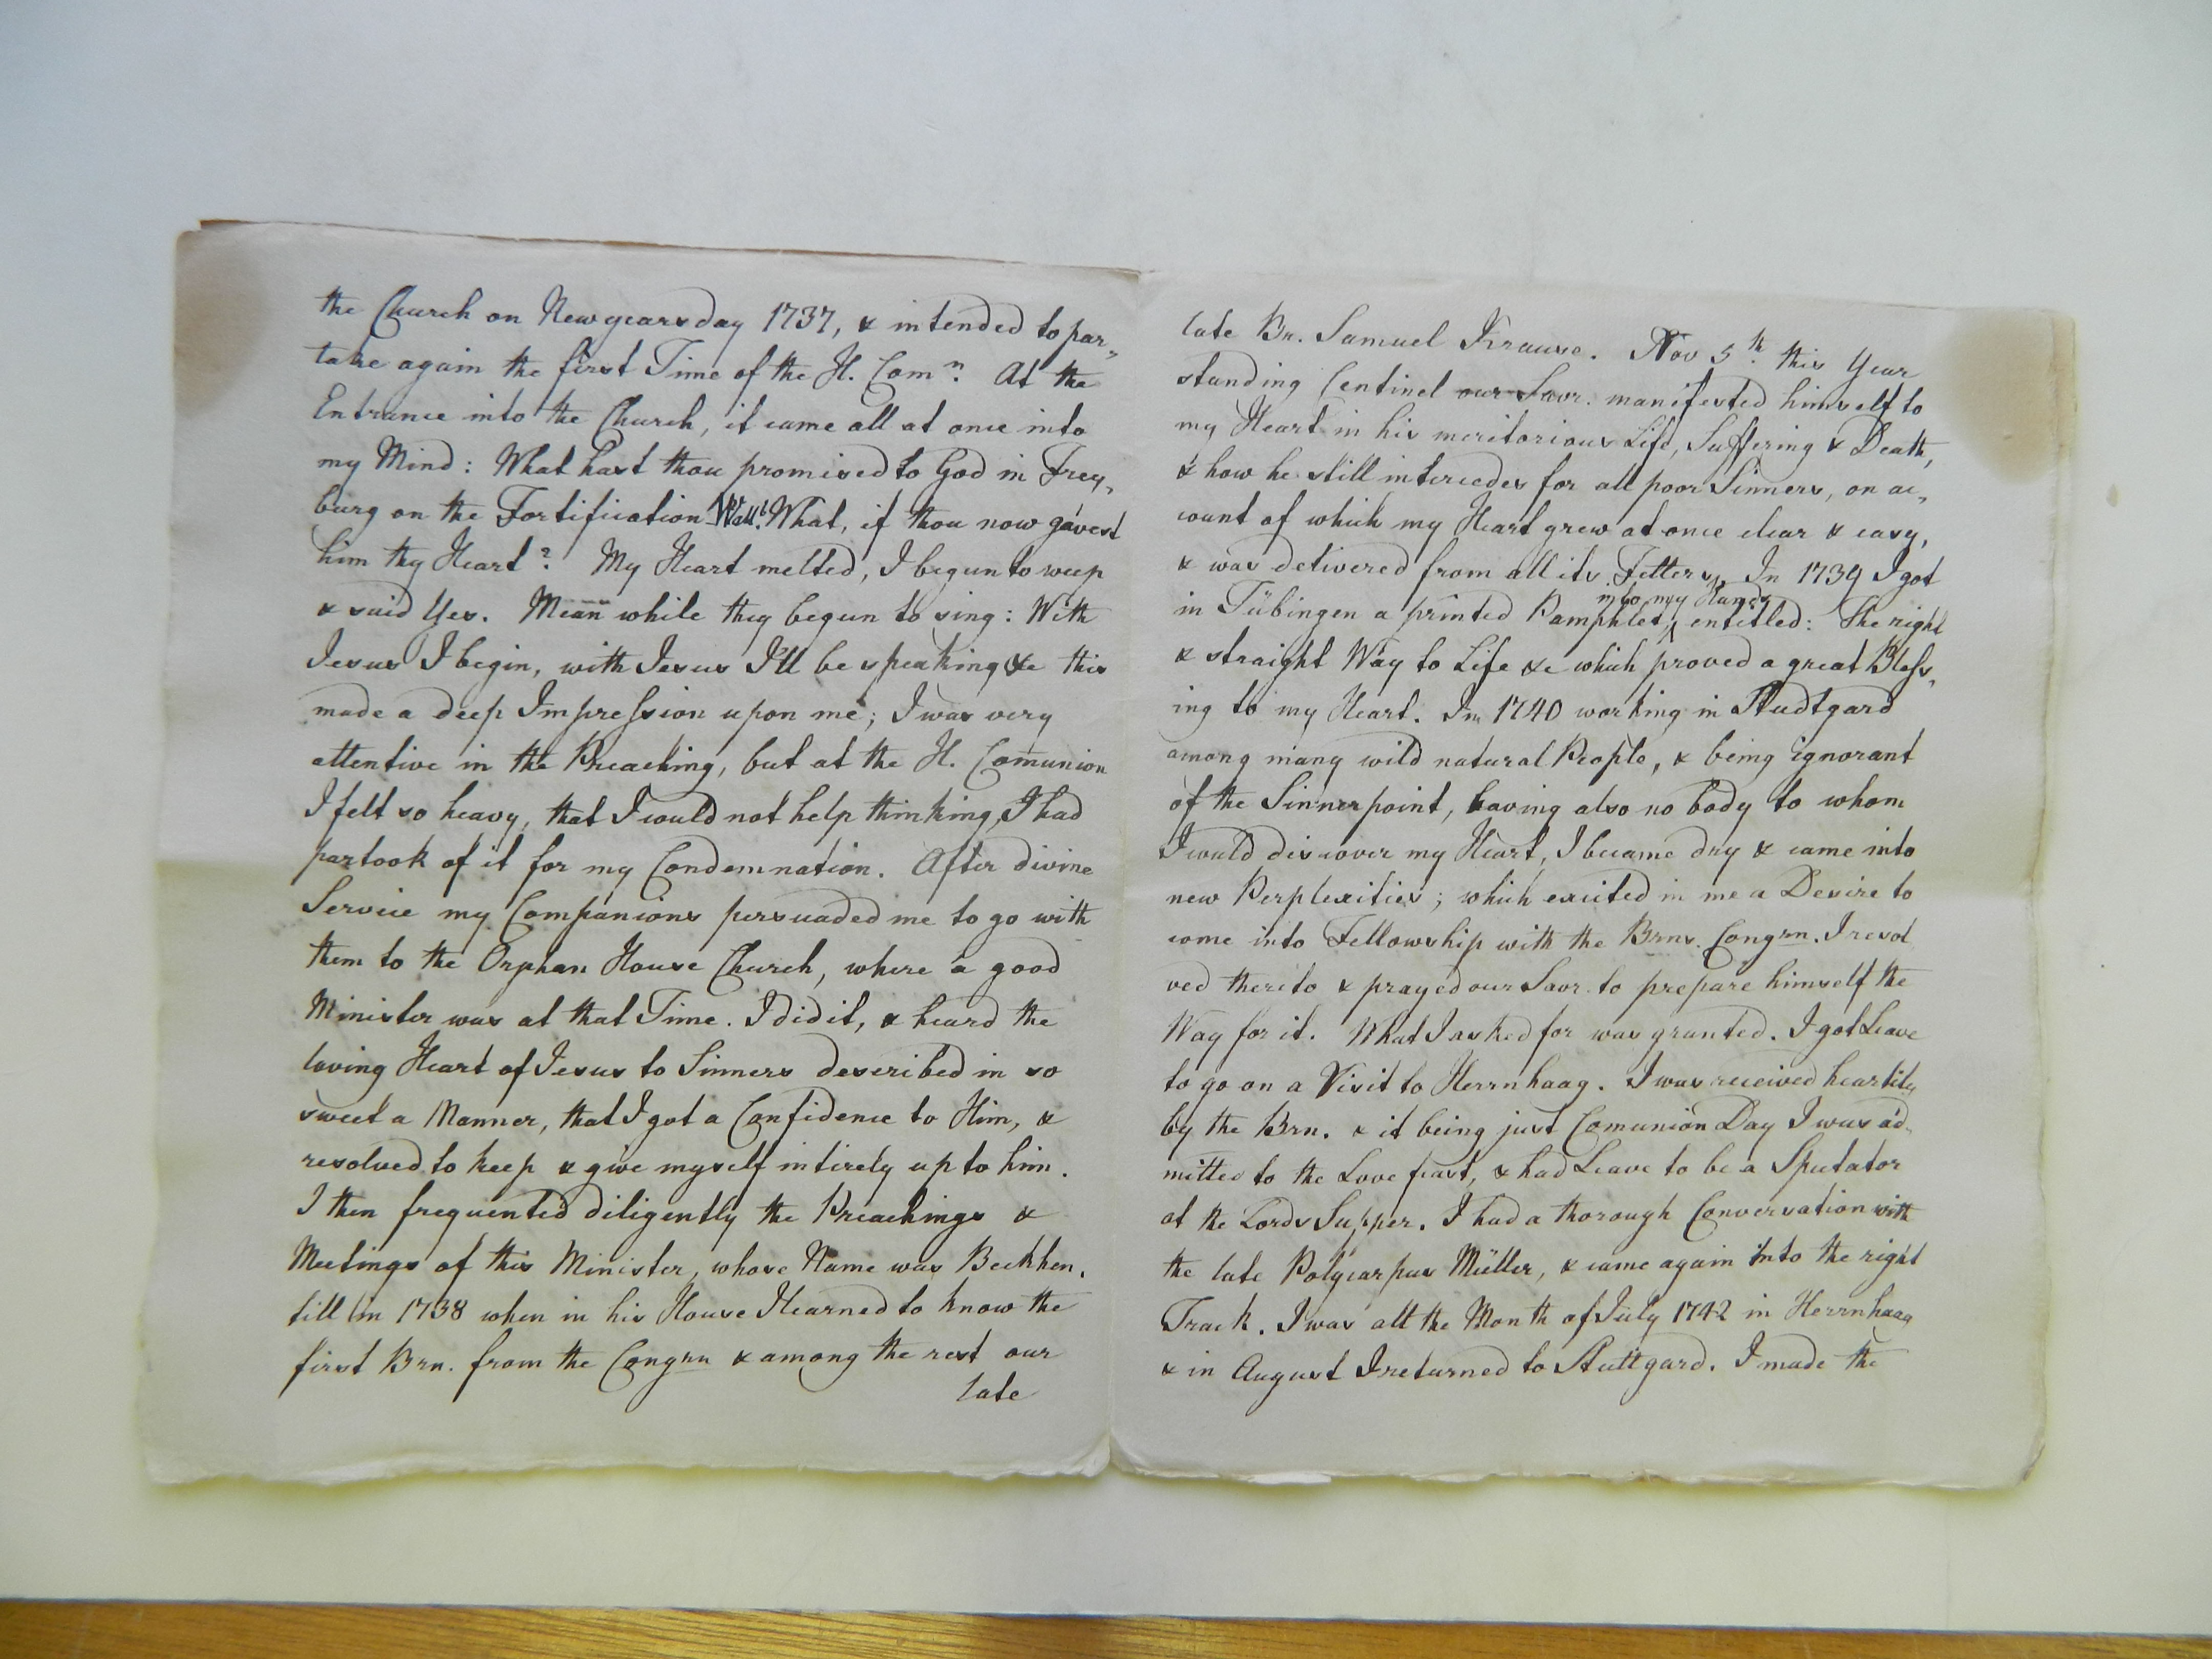 the Church on Newyearsday 1737, & intended to par„
take again the first Time of the H. Comn. At the
Entrance into the Church, it came all at once into
my Mind: What hast thou promised to God in Frey„
burg on the Fortification Wall? What, if thou now gavest
him thy Heart? My Heart melted, I begun to weep
& said Yes. Mean while they begun to sing: With
Jesus I begin, with Jesus I'll be speaking &c this
made a deep Impression upon me; I was very
attentive in the Preaching, but at the H. Comunion
I felt so heavy, that I could not help thinking, I had
partook of it for my Condemnation. After divine
Service my Companions persuaded me to go with
them to the Orphan House Church, where a good
Minister was at that Time. I did it, & heard the
loving Heart of Jesus to Sinners described in so
sweet a Manner, that I got a Confidence to Him, &
resolved to keep & give myself intirely up to him.
I then frequented diligently the Preachings &
Meetings of this Minister, whose Name was Beckhen,
till in 1738 when in his House I learned to know the
first Brn. from the Congrn & among the rest our
late
late Br. Samuel Krause. Nov 5th. this Year
standing Centinel our Savr. manifested himself to
my Heart in his meritorious Life, Suffering & Death,
& how he still intercedes for all poor Sinners, on ac„
count of which my Heart grew at once clear & easy,
& was delivered from all its Fetters. In 1739 I got
into my Hands
in Tübingen a printed Pamphlet, entitled: The right
& straight Way to Life &c which proved a great Bless„
ing to my Heart. In 1740 working in Studtgard
among many wild natural People, & being ignorant
of the Sinnerpoint, having also no body to whom
I could discover my Heart, I became dry & came into
new Perplexities; which excited in me a Desire to
come into Fellowship with the Brns. Congrn. I resol
ved thereto & prayed our Savr. to prepare himself the
Way for it. What I asked for was granted. I got Leave
to go on a Visit to Herrnhaag. I was received heartily
by the Brn. & it being just Comunion Day I was ad„
mitted to the Love feast, & had Leave to be a Spectator
at the Lords Supper. I had a thorough Conversation with
the late Polycarpus Müller, & came again into the right
Track. I was all the Month of July 1742 in Herrnhaag
& in August I returned to Stuttgard. I made the